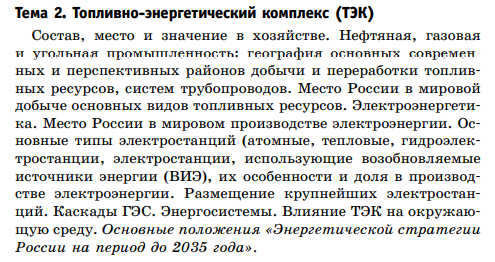 Тема 2. Топливно-энергетический комплекс (ТЭК)
Состав, место и значение в хозяйстве. Нефтяная, газовая
и угольная промышленность: география основных современ-
ных и перспективных районов добычи и переработки топлив-
ных ресурсов, систем трубопроводов. Место России в мировой
добыче основных видов топливных ресурсов. Электроэнергети-
ка. Место России в мировом производстве электроэнергии. Ос-
новные типы электростанций (атомные, тепловые, гидроэлек-
тростанции, электростанции, использующие возобновляемые
источники энергии (ВИЭ), их особенности и доля в производ-
стве электроэнергии. Размещение крупнейших электростан-
ций. Каскады ГЭС. Энергосистемы. Влияние ТЭК на окружаю-
щую среду. Основные положения «Энергетической стратегии
России на период до 2035 года».